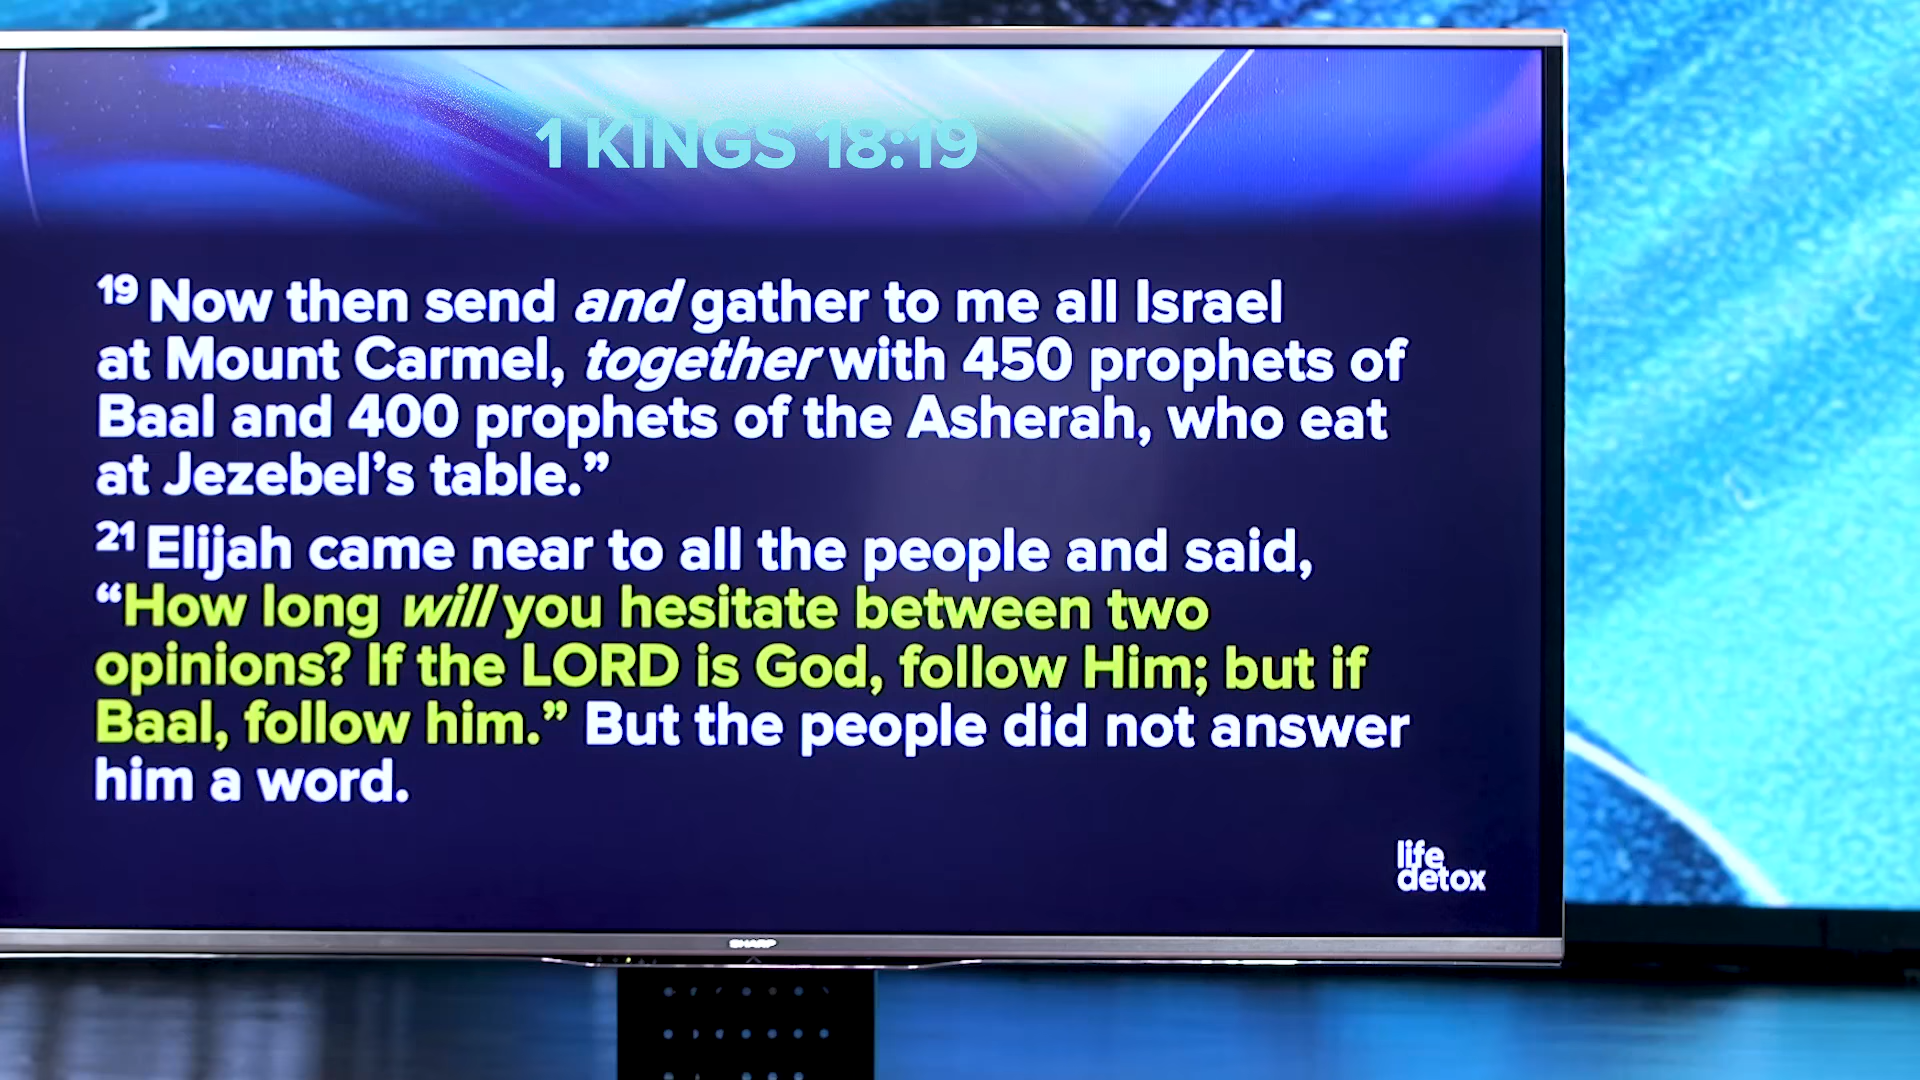 1 KINGS 18:19
19 Now then send and gather to me all Israel
at Mount Carmel, together with 450 prophets of
Baal and 400 prophets of the Asherah, who eat
at Jezebel’s table.”
21 Elijah came near to all the people and said,
“How long will you hesitate between two
opinions? If the LORD is God, follow Him; but if
Baal, follow him.” But the people did not answer
him a word.
life
detox
SHARP